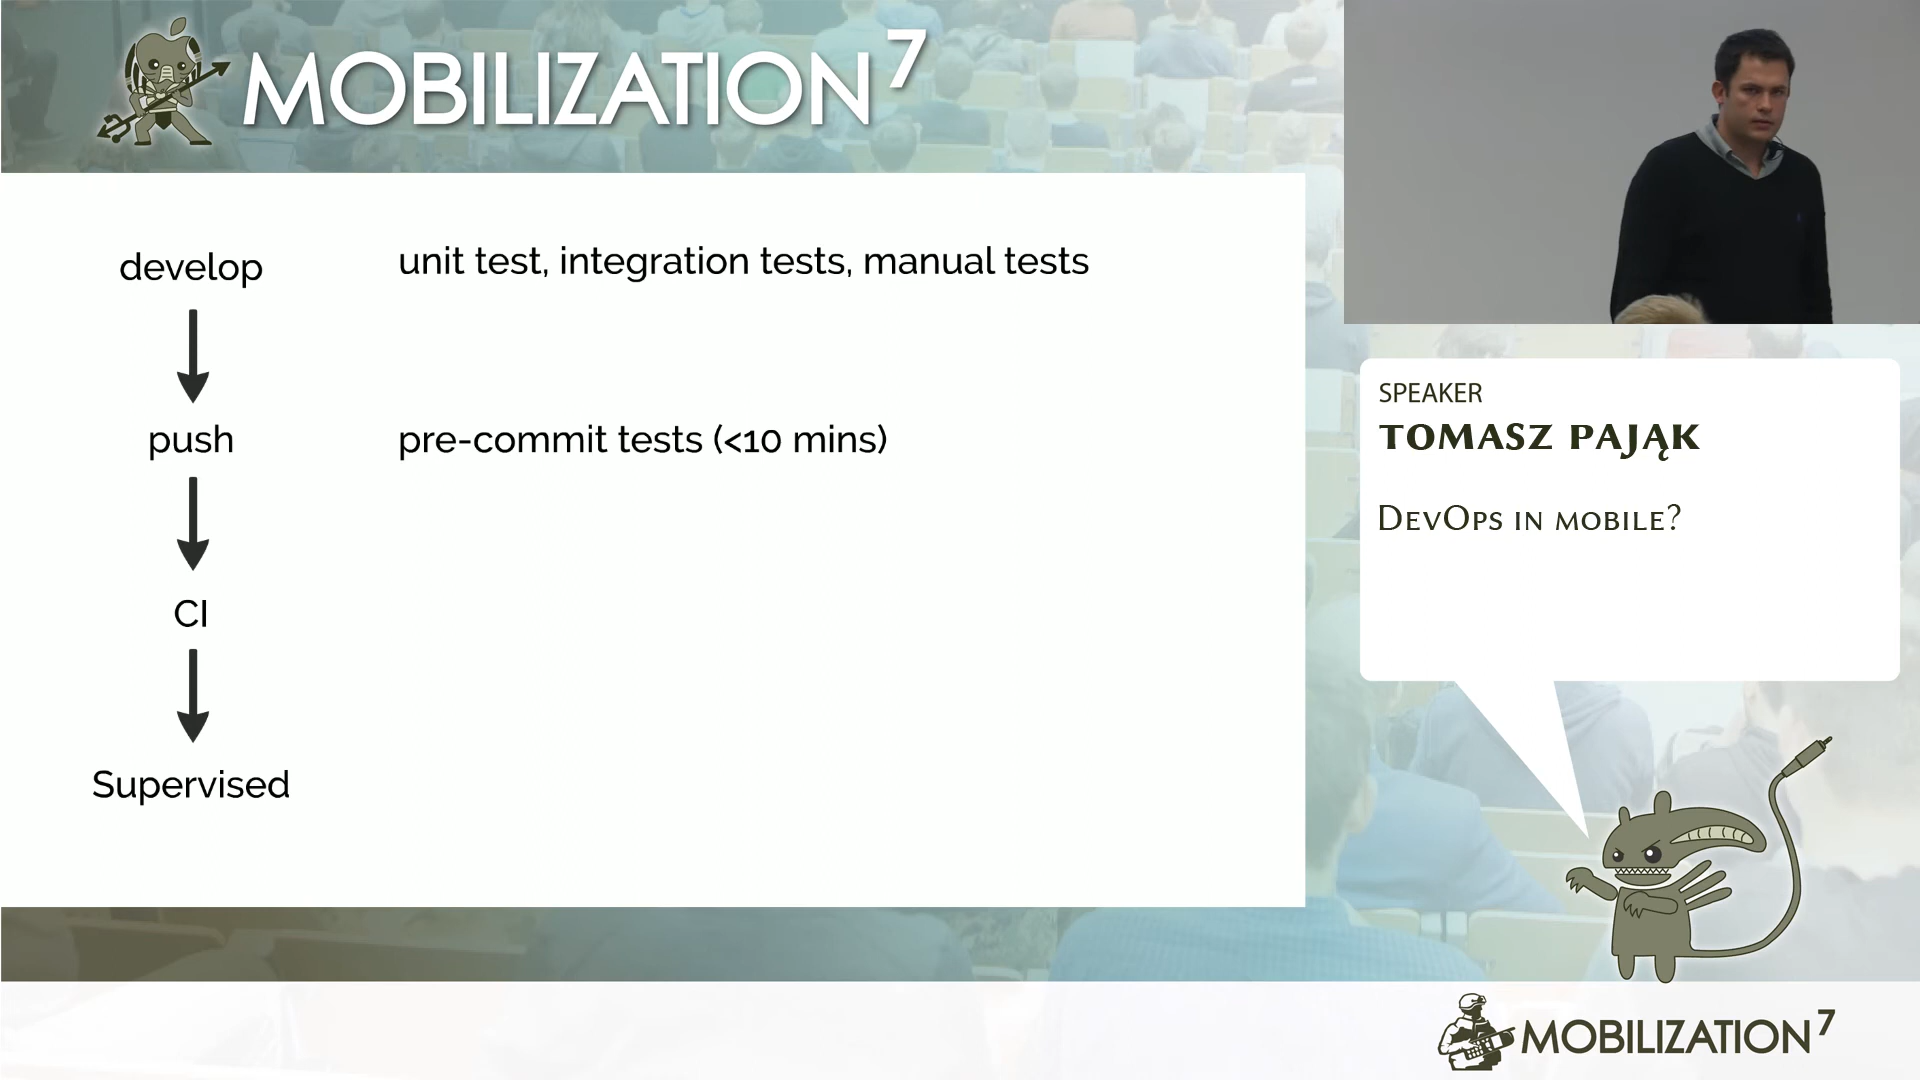 MOBILIZATION 7
develop
unit test, integration tests, manual tests
push
pre-commit tests (<10 mins)
CI
Supervised
SPEAKER
TOMASZ PAJĄK
DEVOPS IN MOBILE?
MOBILIZATION 7